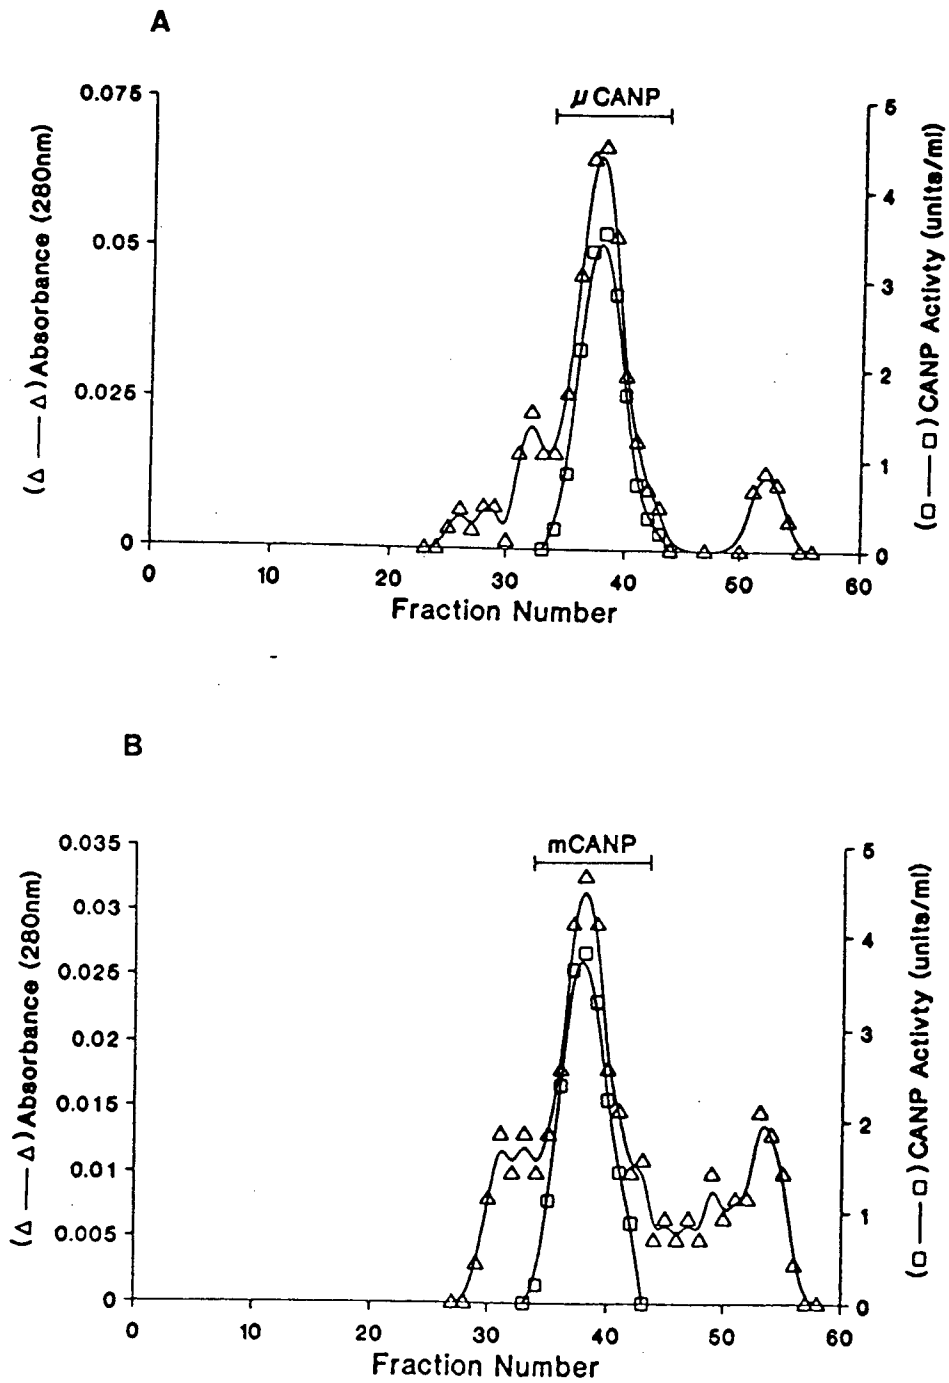 A
μCANP
0.075
0.05
0.025
0
(Δ — Δ) Absorbance (280nm)
5
4
3
2
1
0
(□ — □) CANP Activty (units/ml)
0 10 20 30 40 50 60
Fraction Number
B
mCANP
0.035
0.03
0.025
0.02
0.015
0.01
0.005
0
(Δ — Δ) Absorbance (280nm)
5
4
3
2
1
0
(□ — □) CANP Activty (units/ml)
0 10 20 30 40 50 60
Fraction Number